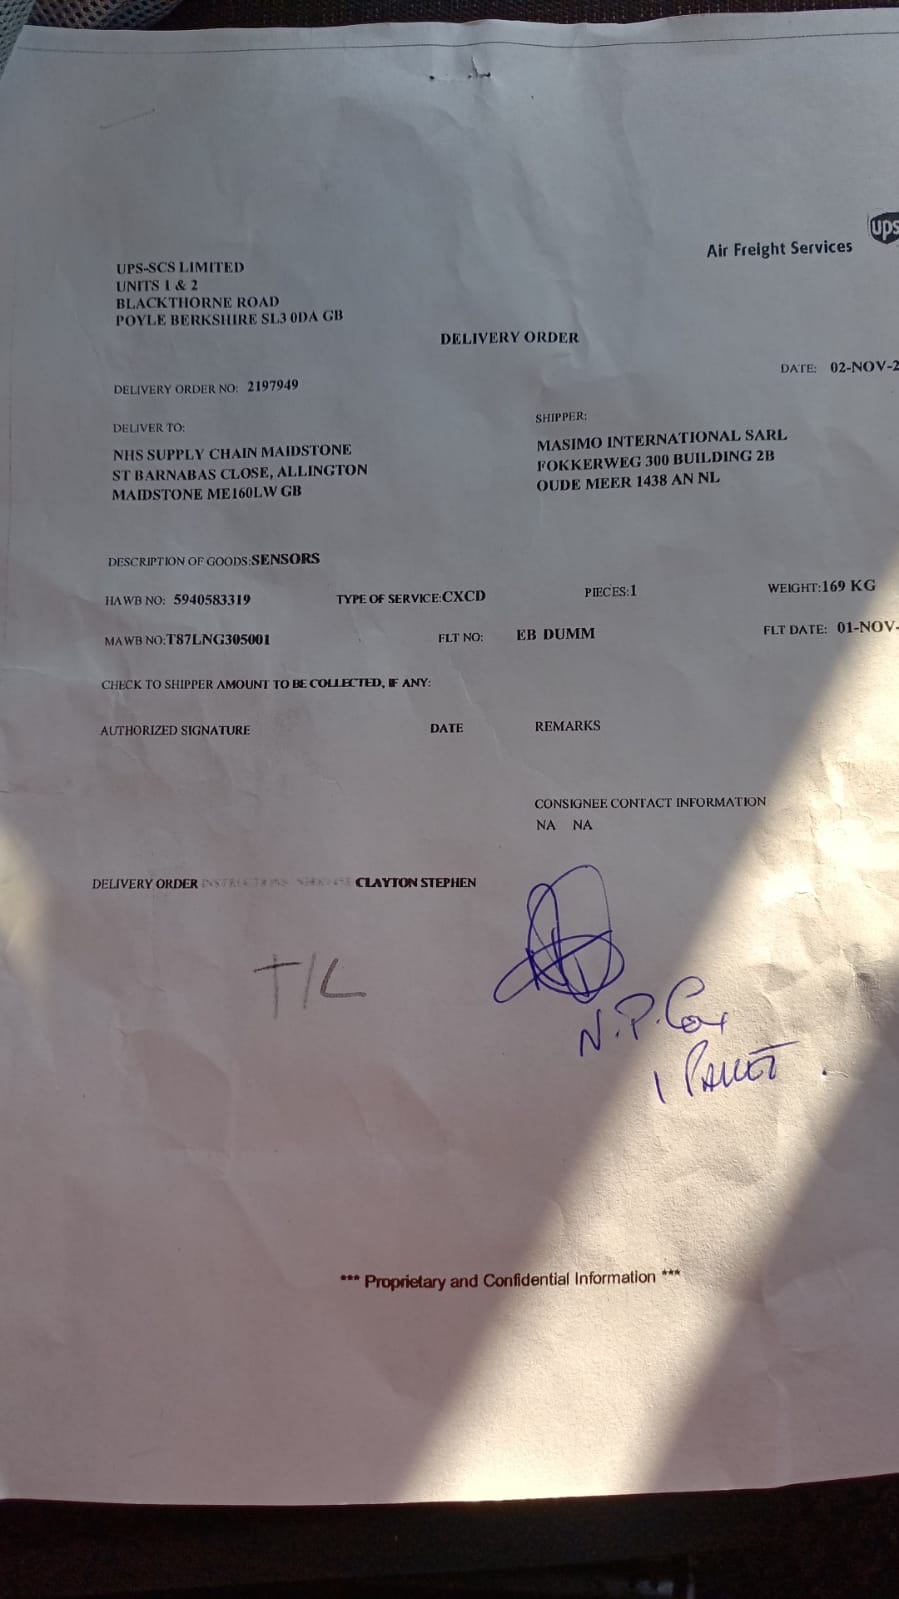 ups
Air Freight Services
UPS-SCS LIMITED
UNITS 1 & 2
BLACKTHORNE ROAD
POYLE BERKSHIRE SL3 0DA GB
DELIVERY ORDER
DATE: 02-NOV-2
DELIVERY ORDER NO: 2197949
DELIVER TO:
NHS SUPPLY CHAIN MAIDSTONE
ST BARNABAS CLOSE, ALLINGTON
MAIDSTONE ME160LW GB
SHIPPER:
MASIMO INTERNATIONAL SARL
FOKKERWEG 300 BUILDING 2B
OUDE MEER 1438 AN NL
DESCRIPTION OF GOODS:SENSORS
HAWB NO: 5940583319 TYPE OF SERVICE:CXCD PIECES:1 WEIGHT:169 KG
MAWB NO:T87LNG305001 FLT NO: EB DUMM FLT DATE: 01-NOV-
CHECK TO SHIPPER AMOUNT TO BE COLLECTED, IF ANY:
AUTHORIZED SIGNATURE DATE REMARKS
CONSIGNEE CONTACT INFORMATION
NA NA
DELIVERY ORDER INSTRUCTIONS CLAYTON STEPHEN
T/L
N.P.Cox
1 PALLET
*** Proprietary and Confidential Information ***